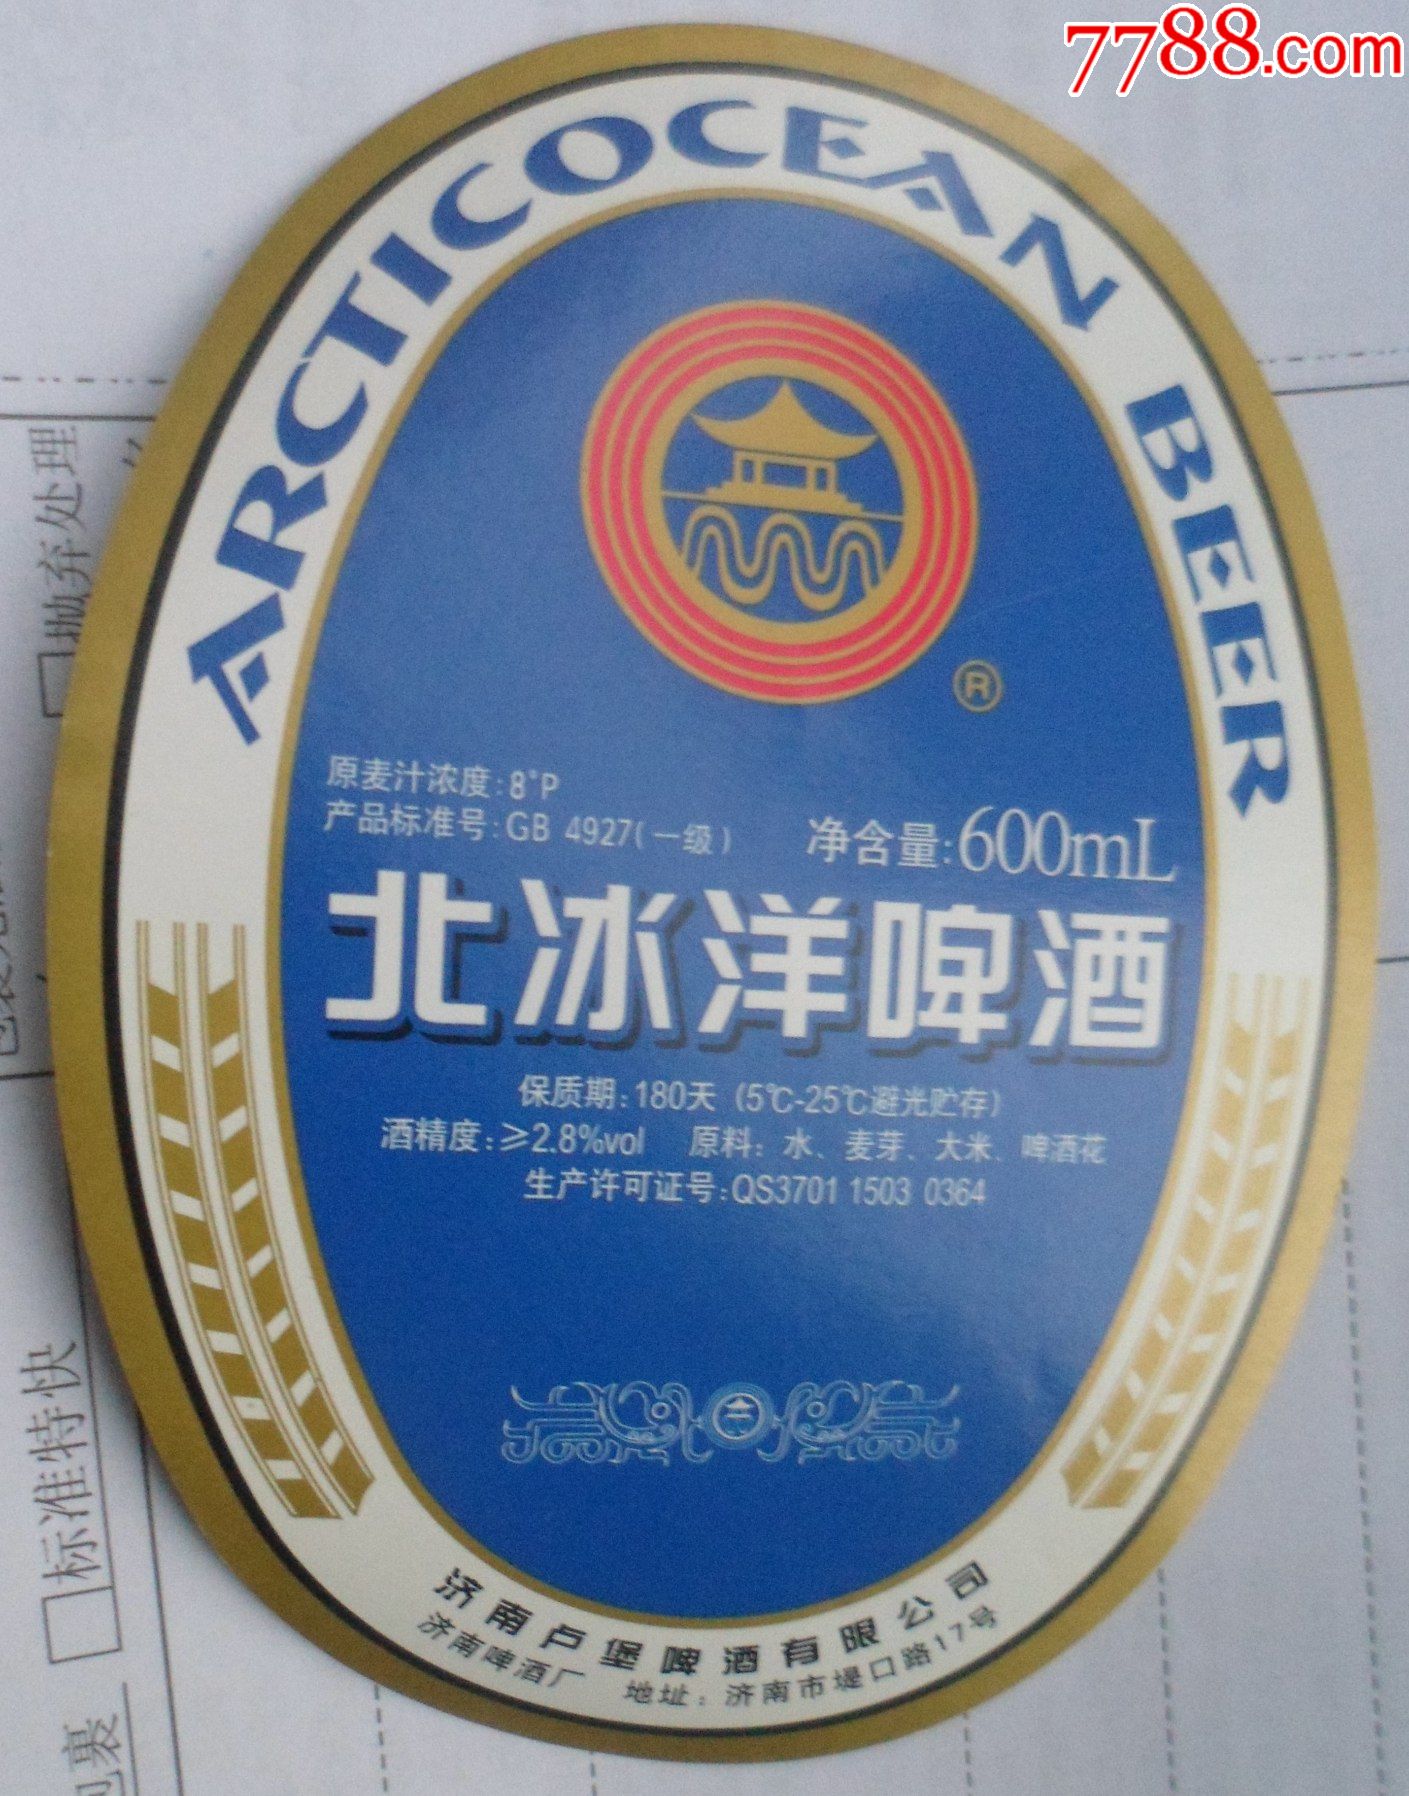 7788.com
ARCTICOCEAN BEER
®
原麦汁浓度:8°P
产品标准号:GB 4927(一级)
净含量:600mL
北冰洋啤酒
保质期:180天 (5℃-25℃避光贮存)
酒精度:≥2.8%vol 原料: 水、麦芽、大米、啤酒花
生产许可证号:QS3701 1503 0364
济南卢堡啤酒有限公司
济南啤酒厂 地址: 济南市堤口路17号
抛弃处理
标准特快
包裹